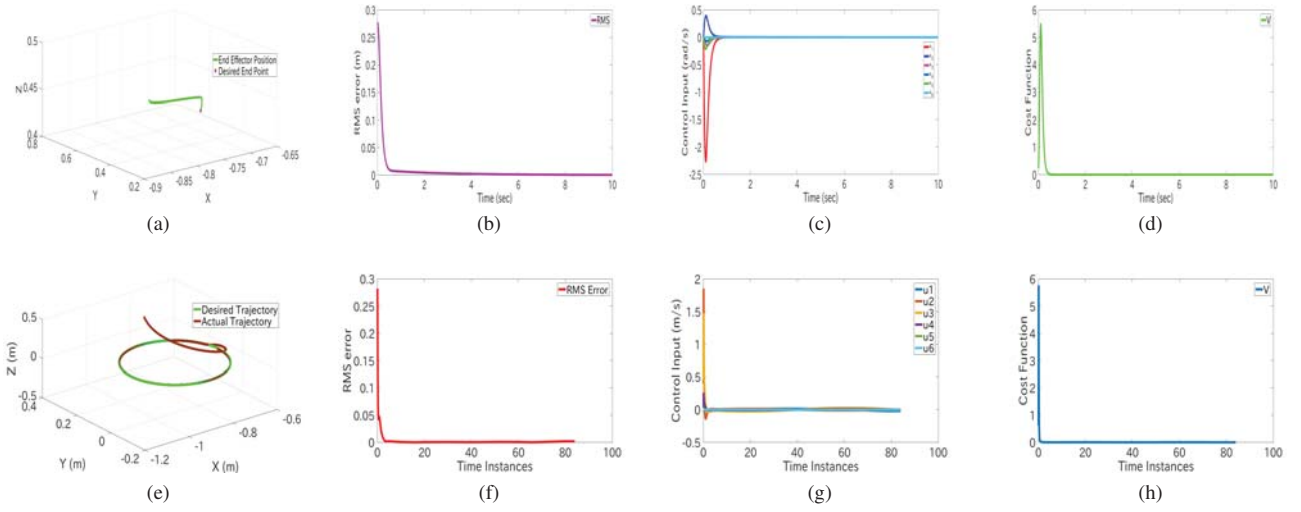 0.5
0.45
0.4
N
0.8
0.6
0.4
0.2
Y
-0.9
-0.85
-0.8
-0.75
-0.7
-0.65
X
End Effector Position
Desired End Point
(a)
0.3
0.25
0.2
0.15
0.1
0.05
0
RMS error (m)
RMS
0 2 4 6 8 10
Time (sec)
(b)
0.5
0
-0.5
-1
-1.5
-2
-2.5
Control Input (rad/s)
0 2 4 6 8 10
Time (sec)
(c)
6
5
4
3
2
1
0
Cost Function
V
0 2 4 6 8 10
Time (sec)
(d)
0.5
0
-0.5
Z (m)
0.4
0.2
0
-0.2
Y (m)
-1.2
-1
-0.8
-0.6
X (m)
Desired Trajectory
Actual Trajectory
(e)
0.3
0.25
0.2
0.15
0.1
0.05
0
RMS error
RMS Error
0 20 40 60 80 100
Time Instances
(f)
2
1.5
1
0.5
0
-0.5
Control Input (m/s)
u1
u2
u3
u4
u5
u6
0 20 40 60 80 100
Time Instances
(g)
6
5
4
3
2
1
0
Cost Function
V
0 20 40 60 80 100
Time Instances
(h)